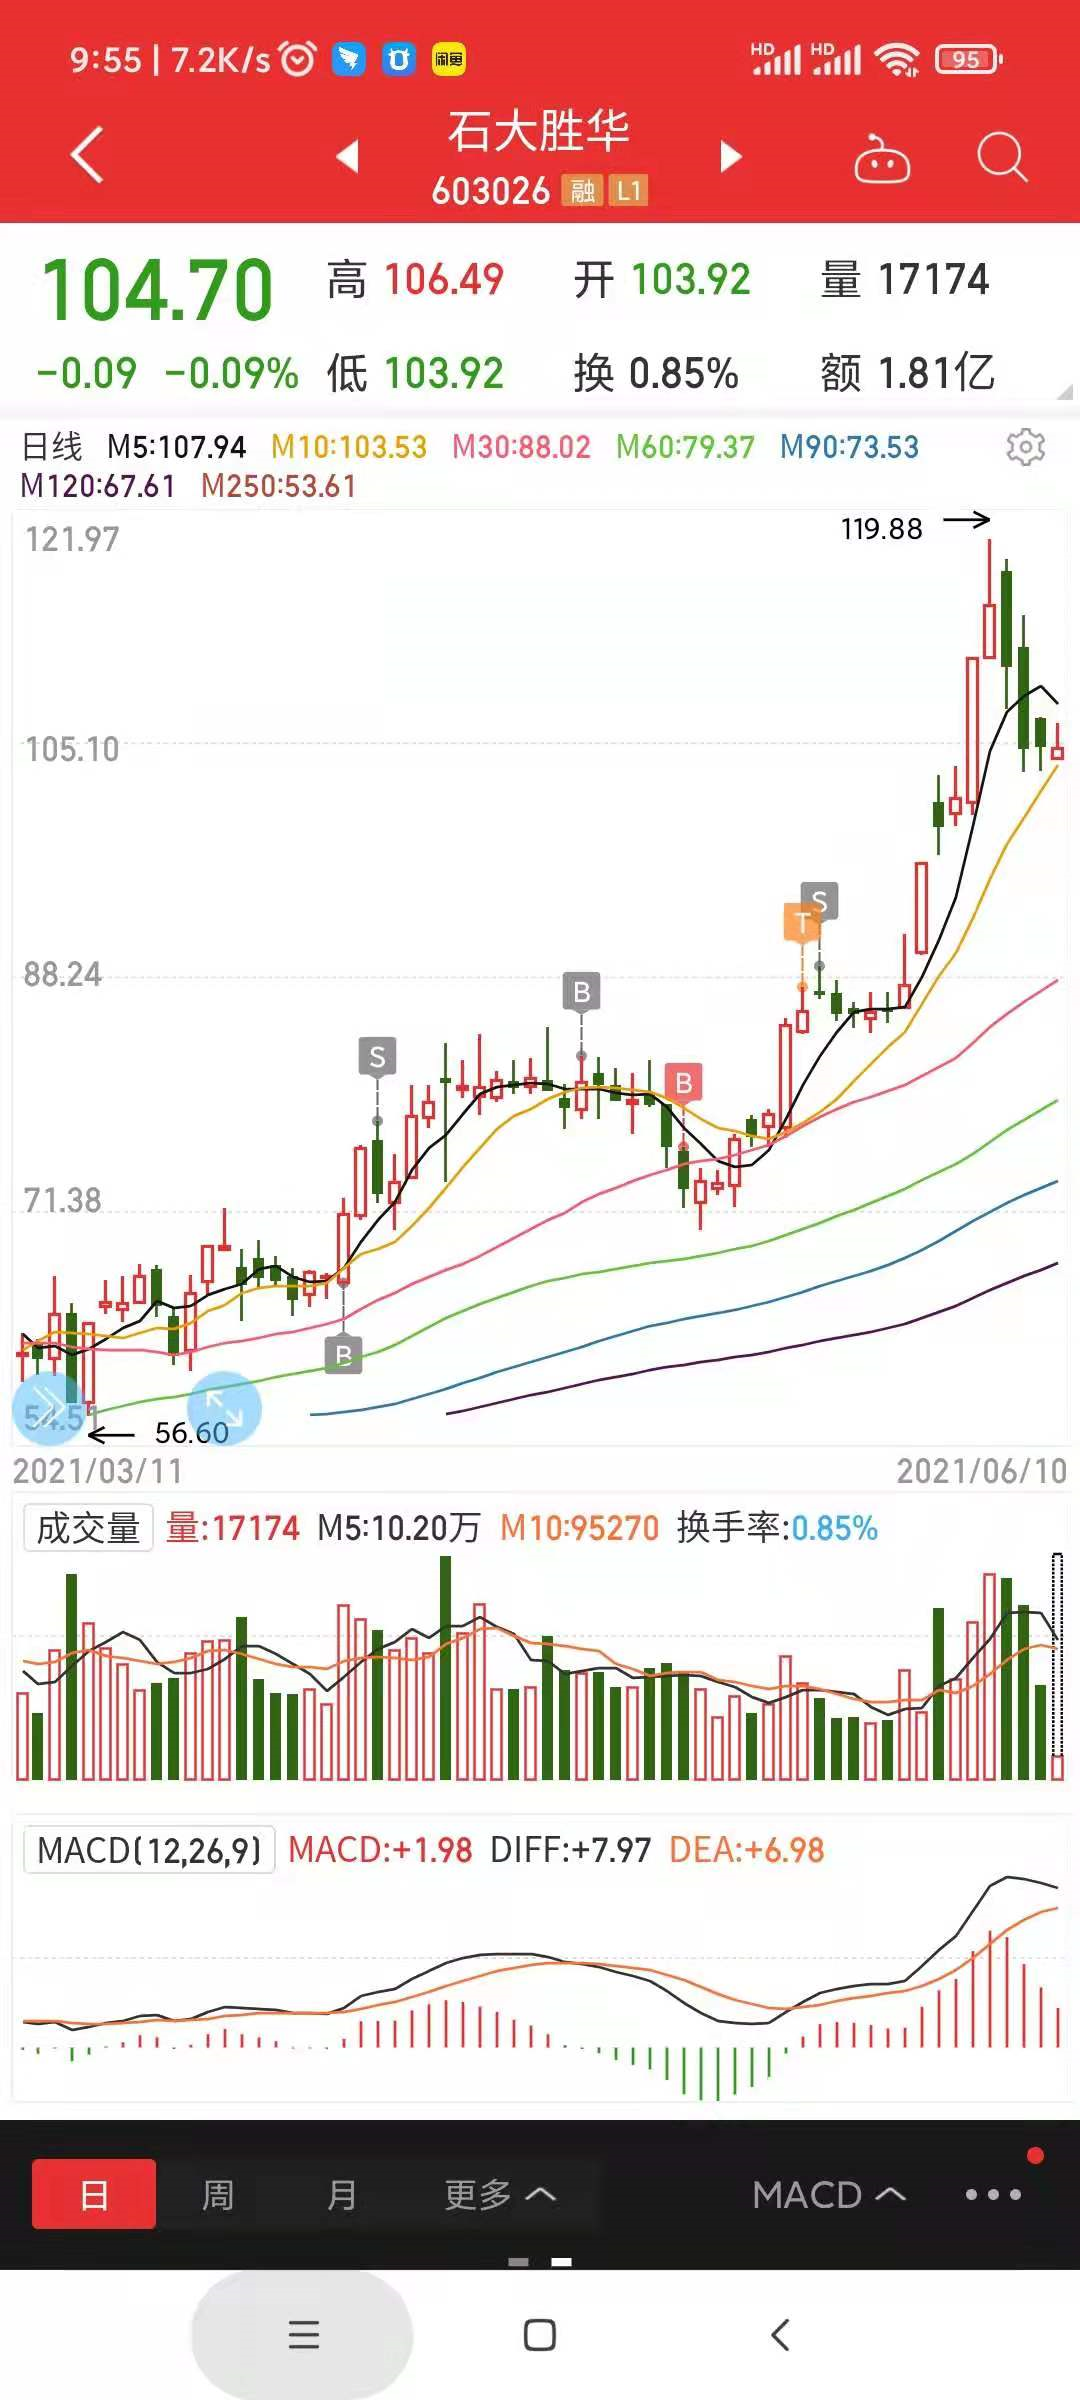 9:55 | 7.2K/s 闲鱼 HD HD 95
石大胜华
603026 融 L1
104.70 高 106.49 开 103.92 量 17174
-0.09 -0.09% 低 103.92 换 0.85% 额 1.81亿
日线 M5:107.94 M10:103.53 M30:88.02 M60:79.37 M90:73.53
M120:67.61 M250:53.61
121.97
119.88
105.10
S
T
88.24
B
S
B
71.38
B
54.51
56.60
2021/03/11 2021/06/10
成交量 量:17174 M5:10.20万 M10:95270 换手率:0.85%
MACD(12,26,9) MACD:+1.98 DIFF:+7.97 DEA:+6.98
日 周 月 更多 MACD